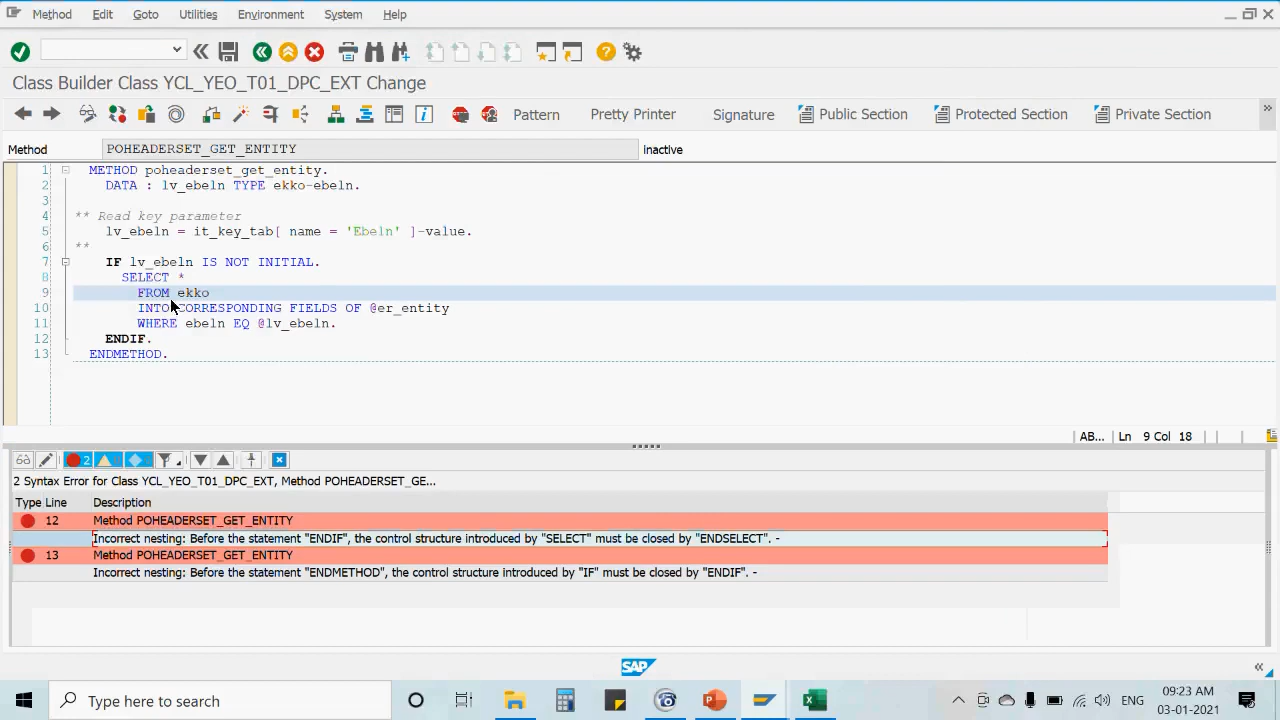 Method Edit Goto Utilities Environment System Help
Class Builder Class YCL_YEO_T01_DPC_EXT Change
Pattern Pretty Printer Signature Public Section Protected Section Private Section
Method POHEADERSET_GET_ENTITY inactive
1 METHOD poheaderset_get_entity.
2 DATA : lv_ebeln TYPE ekko-ebeln.
3
4 ** Read key parameter
5 lv_ebeln = it_key_tab[ name = 'Ebeln' ]-value.
6 **
7 IF lv_ebeln IS NOT INITIAL.
8 SELECT *
9 FROM ekko
10 INTO CORRESPONDING FIELDS OF @er_entity
11 WHERE ebeln EQ @lv_ebeln.
12 ENDIF.
13 ENDMETHOD.
AB... Ln 9 Col 18
2
2 Syntax Error for Class YCL_YEO_T01_DPC_EXT, Method POHEADERSET_GE...
Type Line Description
12 Method POHEADERSET_GET_ENTITY
Incorrect nesting: Before the statement "ENDIF", the control structure introduced by "SELECT" must be closed by "ENDSELECT". -
13 Method POHEADERSET_GET_ENTITY
Incorrect nesting: Before the statement "ENDMETHOD", the control structure introduced by "IF" must be closed by "ENDIF". -
SAP
Type here to search
ENG
09:23 AM
03-01-2021